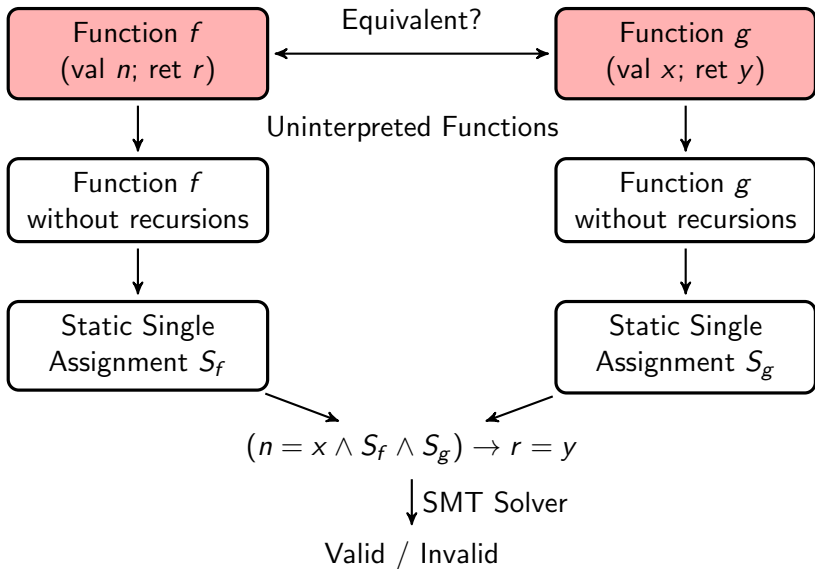 Function f
(val n; ret r)
Equivalent?
Function g
(val x; ret y)
Uninterpreted Functions
Function f
without recursions
Function g
without recursions
Static Single
Assignment S_f
Static Single
Assignment S_g
(n = x ∧ S_f ∧ S_g) → r = y
SMT Solver
Valid / Invalid